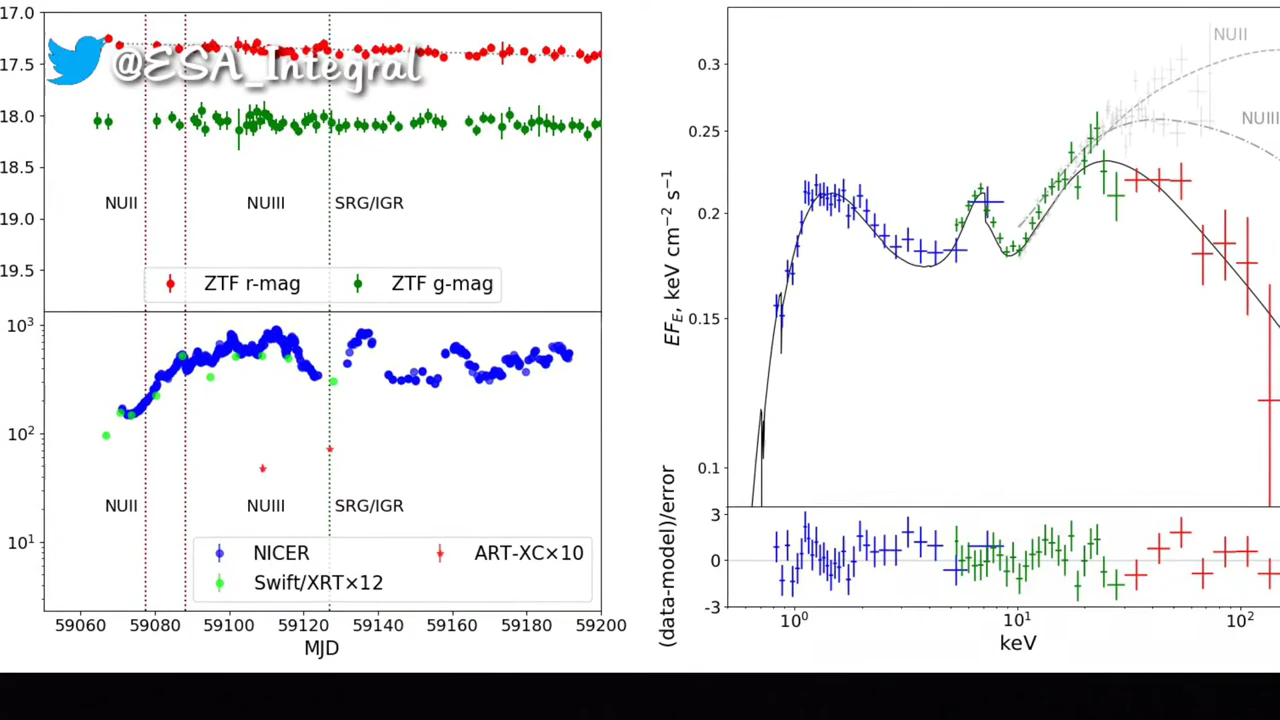 @ESA_Integral
17.0
17.5
18.0
18.5
19.0
19.5
NUII
NUIII
SRG/IGR
ZTF r-mag
ZTF g-mag
10³
10²
10¹
NUII
NUIII
SRG/IGR
NICER
ART-XC×10
Swift/XRT×12
59060 59080 59100 59120 59140 59160 59180 59200
MJD
EF_E, keV cm⁻² s⁻¹
0.3
0.25
0.2
0.15
0.1
NUII
NUIII
(data-model)/error
3
0
-3
10⁰ 10¹ 10²
keV